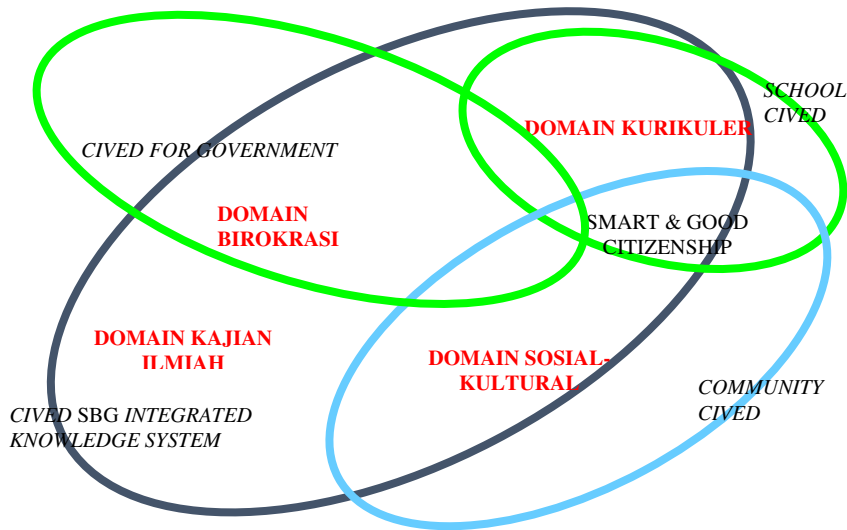 SCHOOL
CIVED
DOMAIN KURIKULER
CIVED FOR GOVERNMENT
DOMAIN
BIROKRASI
SMART & GOOD
CITIZENSHIP
DOMAIN KAJIAN
ILMIAH
DOMAIN SOSIAL-
KULTURAL
COMMUNITY
CIVED
CIVED SBG INTEGRATED
KNOWLEDGE SYSTEM